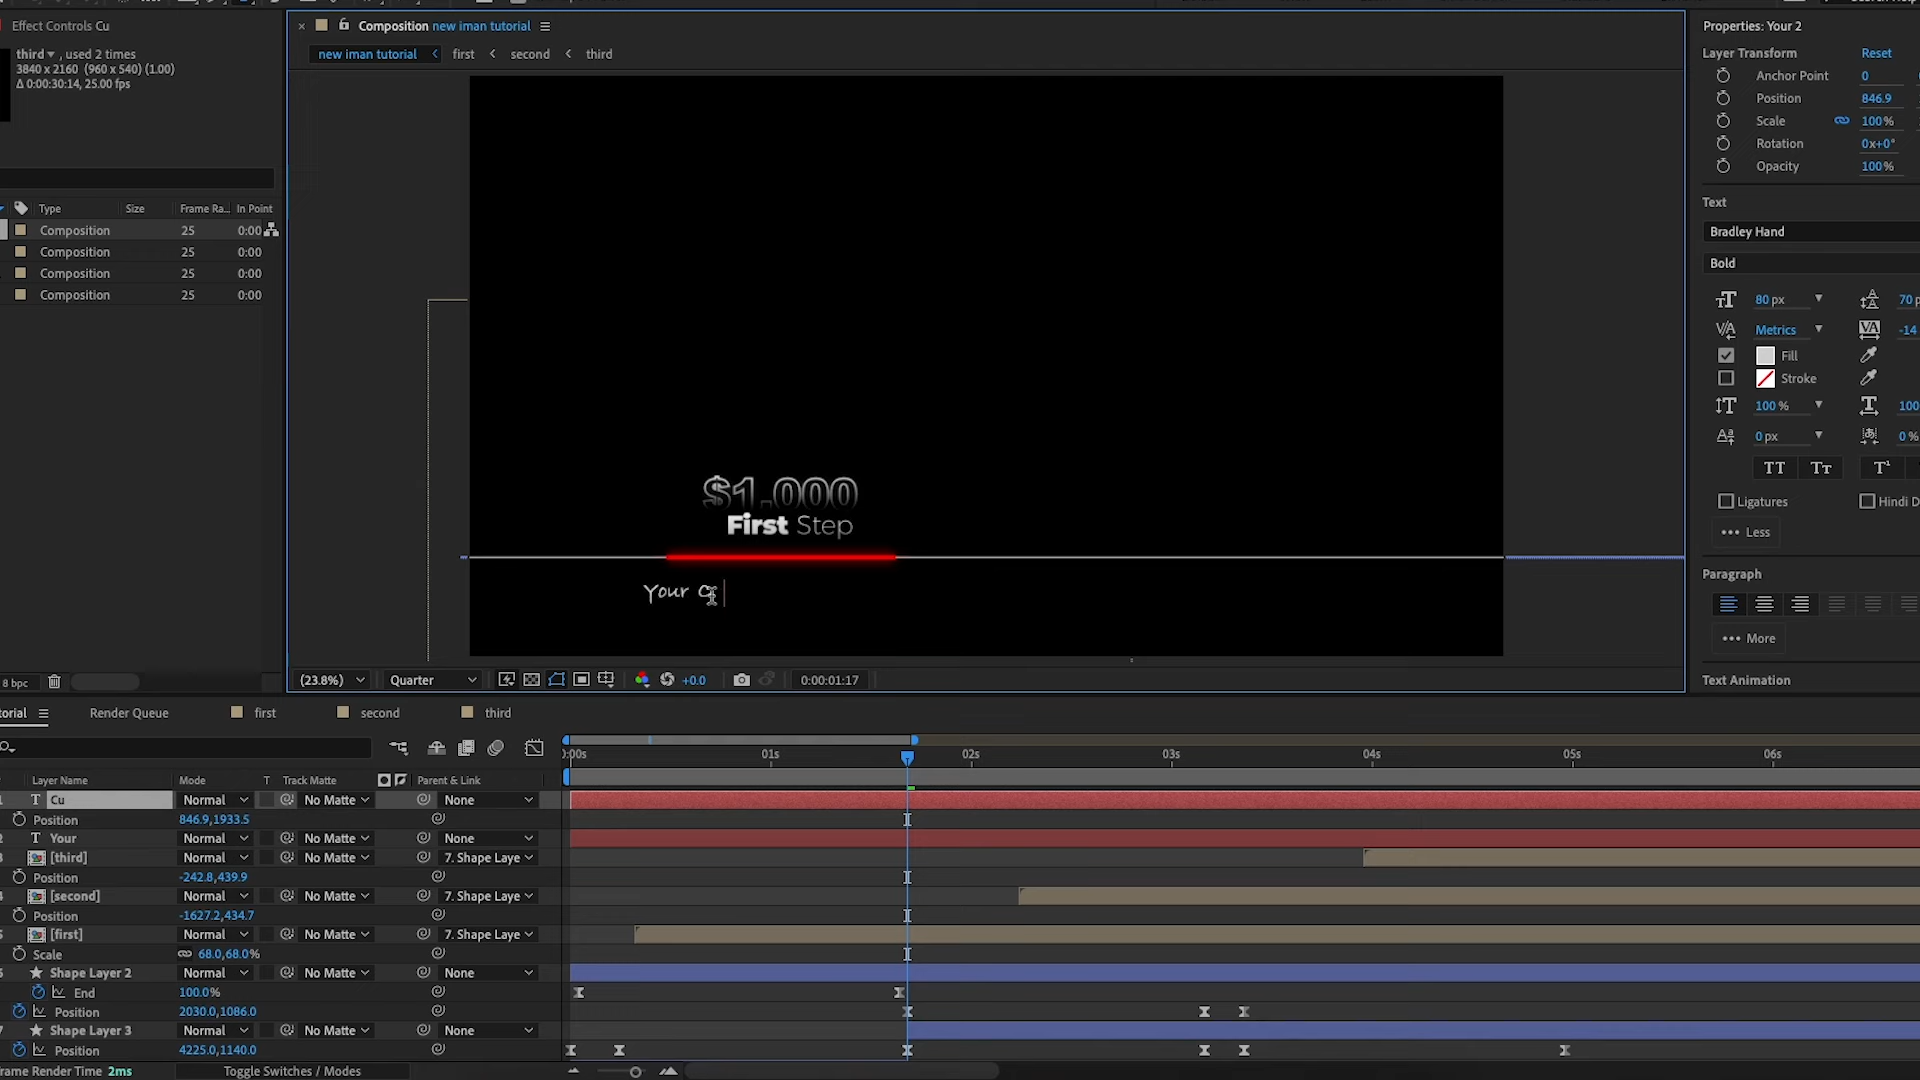 Effect Controls Cu
third , used 2 times
3840 x 2160 (960 x 540) (1.00)
Δ 0:00:30:14, 25.00 fps
Type Size Frame Ra... In Point
Composition 25 0:00
Composition 25 0:00
Composition 25 0:00
Composition 25 0:00
8 bpc
× Composition new iman tutorial
new iman tutorial < first < second < third
$1,000
First Step
Your C
(23.8%) Quarter +0.0 0:00:01:17
Properties: Your 2
Layer Transform Reset
Anchor Point 0
Position 846.9
Scale 100%
Rotation 0x+0°
Opacity 100%
Text
Bradley Hand
Bold
80 px 70 p
Metrics -14
Fill
Stroke
100 % 100
0 px 0 %
TT Tт T¹
Ligatures Hindi D
••• Less
Paragraph
••• More
Text Animation
torial Render Queue first second third
):00s 01s 02s 03s 04s 05s 06s
Layer Name Mode T Track Matte Parent & Link
1 T Cu Normal No Matte None
Position 846.9,1933.5
2 T Your Normal No Matte None
3 [third] Normal No Matte 7. Shape Laye
Position -242.8,439.9
4 [second] Normal No Matte 7. Shape Laye
Position -1627.2,434.7
5 [first] Normal No Matte 7. Shape Laye
Scale 68.0,68.0%
6 Shape Layer 2 Normal No Matte None
End 100.0%
Position 2030.0,1086.0
7 Shape Layer 3 Normal No Matte None
Position 4225.0,1140.0
rame Render Time 2ms Toggle Switches / Modes